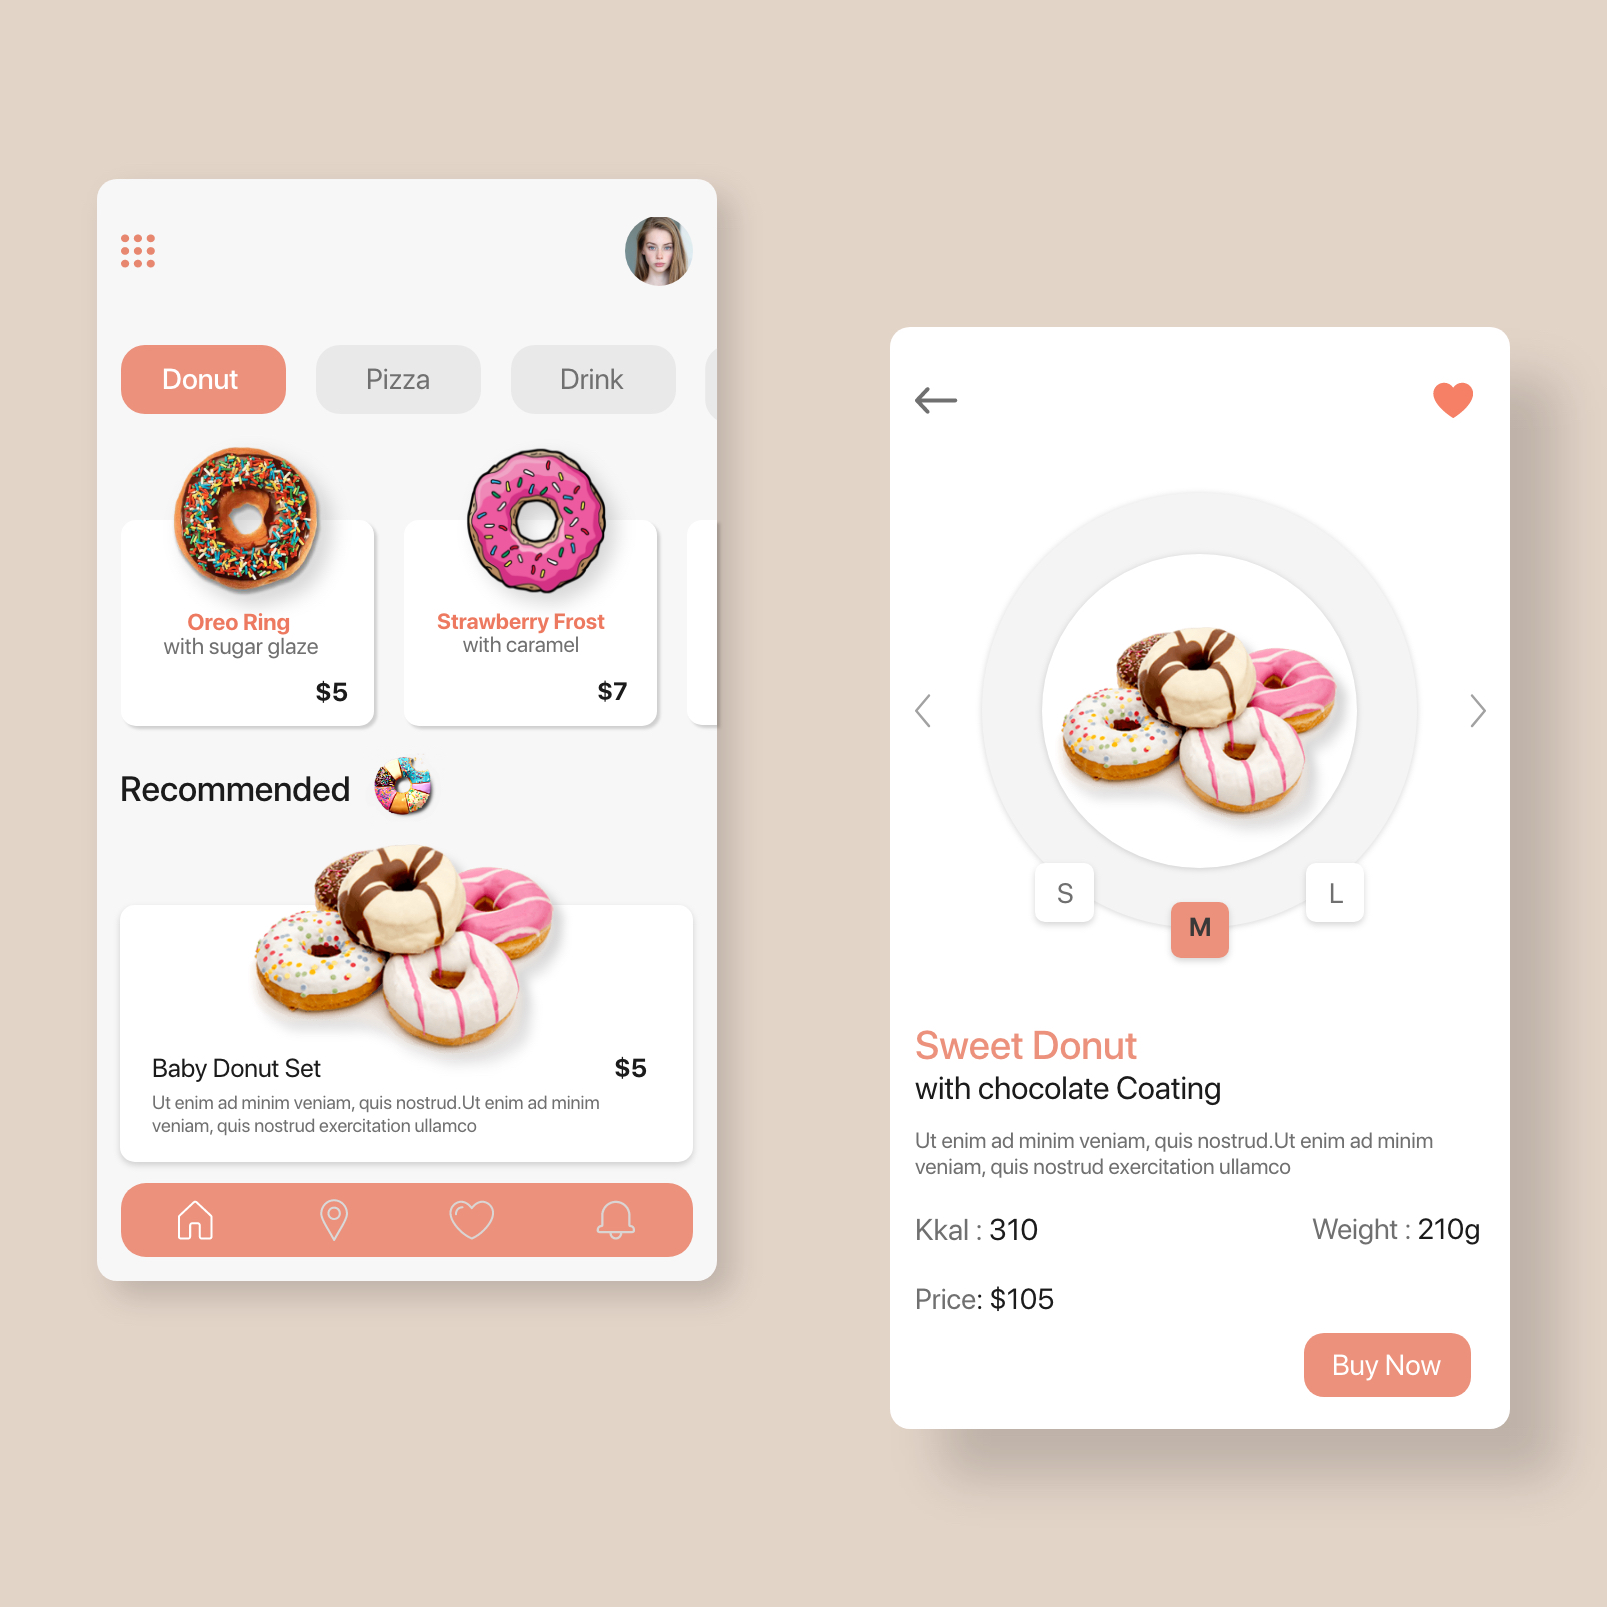 Donut
Pizza
Drink
Oreo Ring
with sugar glaze
$5
Strawberry Frost
with caramel
$7
Recommended
Baby Donut Set
$5
Ut enim ad minim veniam, quis nostrud.Ut enim ad minim
veniam, quis nostrud exercitation ullamco
S
M
L
Sweet Donut
with chocolate Coating
Ut enim ad minim veniam, quis nostrud.Ut enim ad minim
veniam, quis nostrud exercitation ullamco
Kkal : 310
Weight : 210g
Price: $105
Buy Now